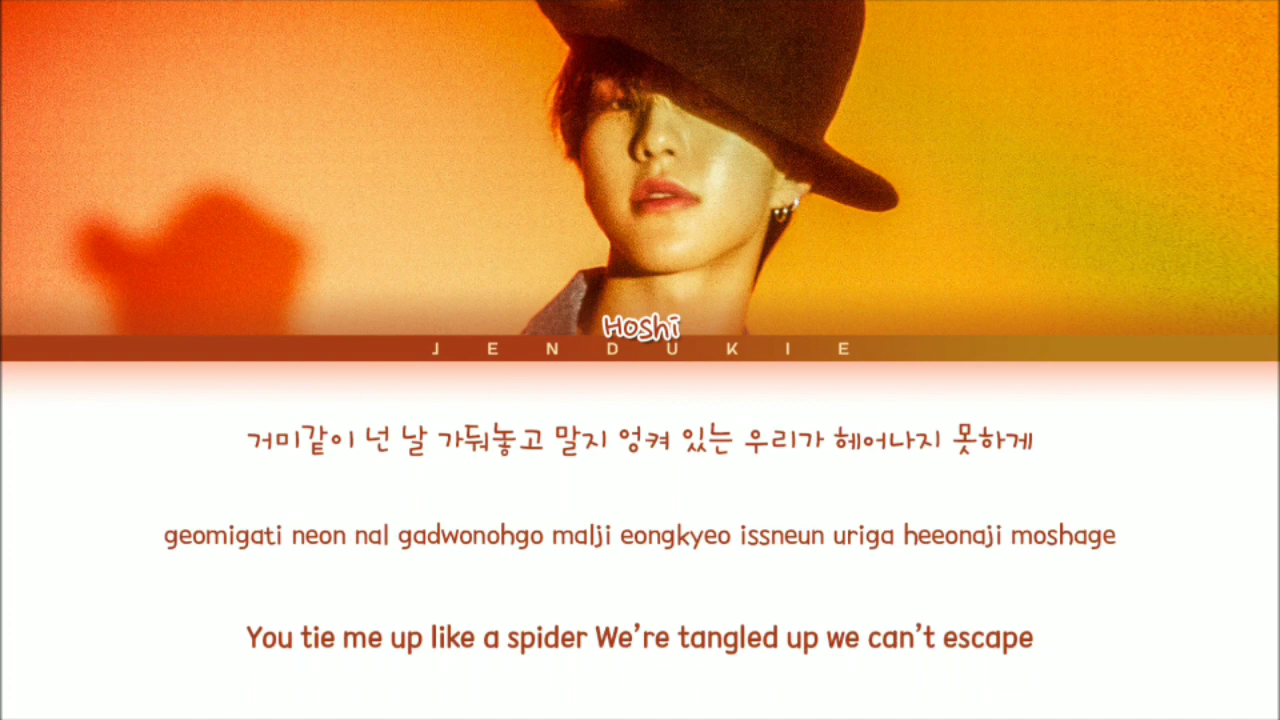 Hoshi
JENDUKIE
거미같이 넌 날 가둬놓고 말지 엉켜 있는 우리가 헤어나지 못하게
geomigati neon nal gadwonohgo malji eongkyeo issneun uriga heeonaji moshage
You tie me up like a spider We're tangled up we can't escape